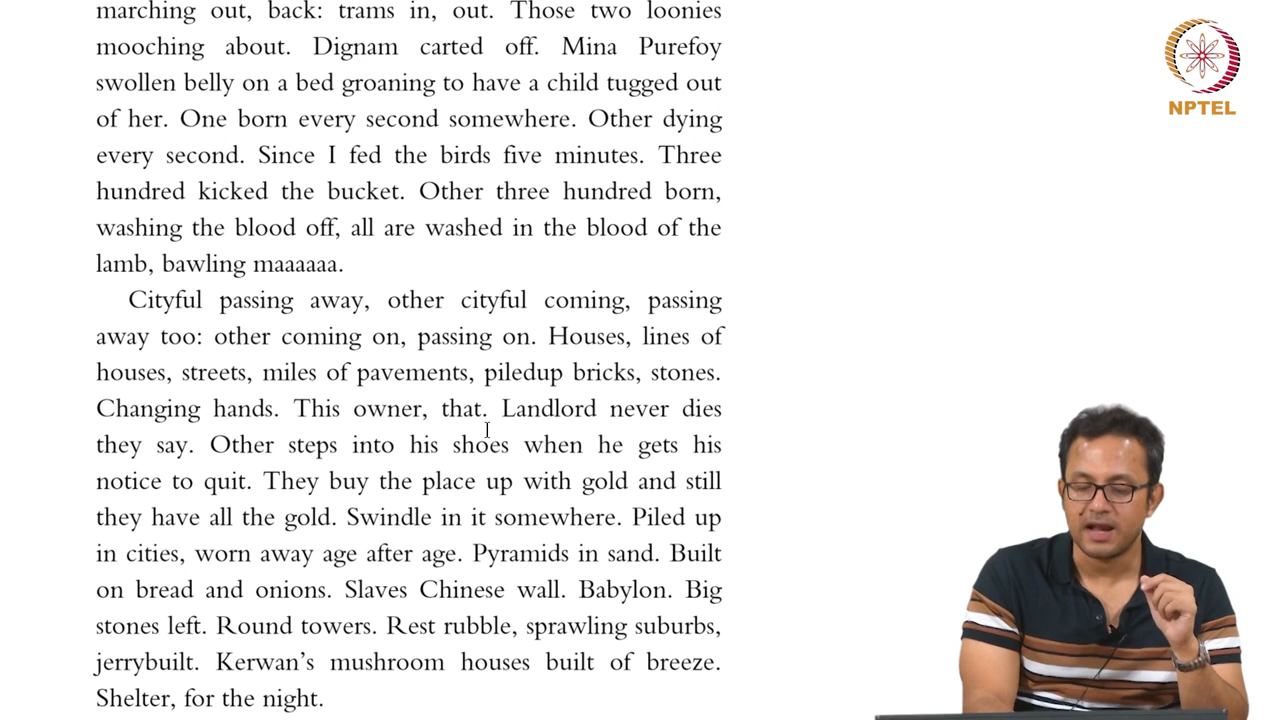 marching out, back: trams in, out. Those two loonies
mooching about. Dignam carted off. Mina Purefoy
swollen belly on a bed groaning to have a child tugged out
of her. One born every second somewhere. Other dying
every second. Since I fed the birds five minutes. Three
hundred kicked the bucket. Other three hundred born,
washing the blood off, all are washed in the blood of the
lamb, bawling maaaaaa.
Cityful passing away, other cityful coming, passing
away too: other coming on, passing on. Houses, lines of
houses, streets, miles of pavements, piledup bricks, stones.
Changing hands. This owner, that. Landlord never dies
they say. Other steps into his shoes when he gets his
notice to quit. They buy the place up with gold and still
they have all the gold. Swindle in it somewhere. Piled up
in cities, worn away age after age. Pyramids in sand. Built
on bread and onions. Slaves Chinese wall. Babylon. Big
stones left. Round towers. Rest rubble, sprawling suburbs,
jerrybuilt. Kerwan’s mushroom houses built of breeze.
Shelter, for the night.
NPTEL